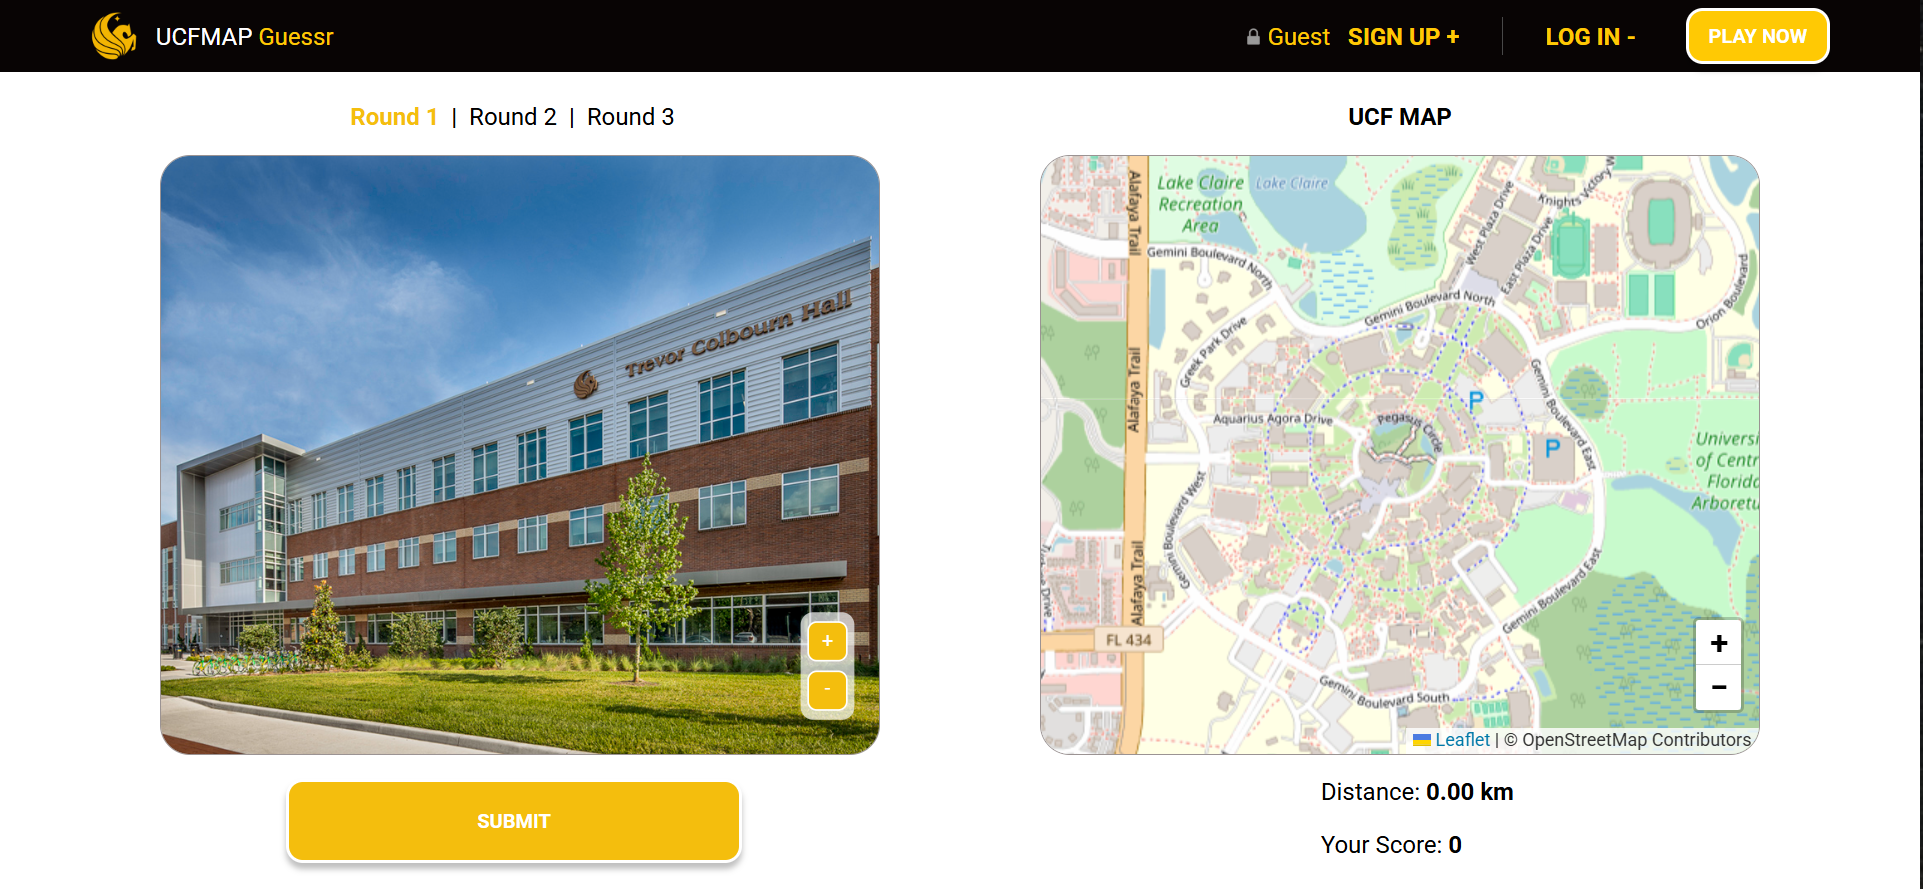 UCFMAP Guessr
Guest SIGN UP +
LOG IN -
PLAY NOW
Round 1 | Round 2 | Round 3
UCF MAP
Trevor Colbourn Hall
+
-
SUBMIT
Lake Claire
Recreation
Area
Lake Claire
Alafaya Trail
Gemini Boulevard North
West Plaza Drive
Knights Victory W
East Plaza Drive
Gemini Boulevard North
Orion Boulevard
Greek Park Drive
Alafaya Trail
Gemini Boulevard East
P
Aquarius Agora Drive
Pegasus Circle
P
Universi
of Centr
Florida
Arboretu
Gemini Boulevard West
Alafaya Trail
Gemini Boulevard East
FL 434
Gemini Boulevard South
+
−
Leaflet | © OpenStreetMap Contributors
Distance: 0.00 km
Your Score: 0